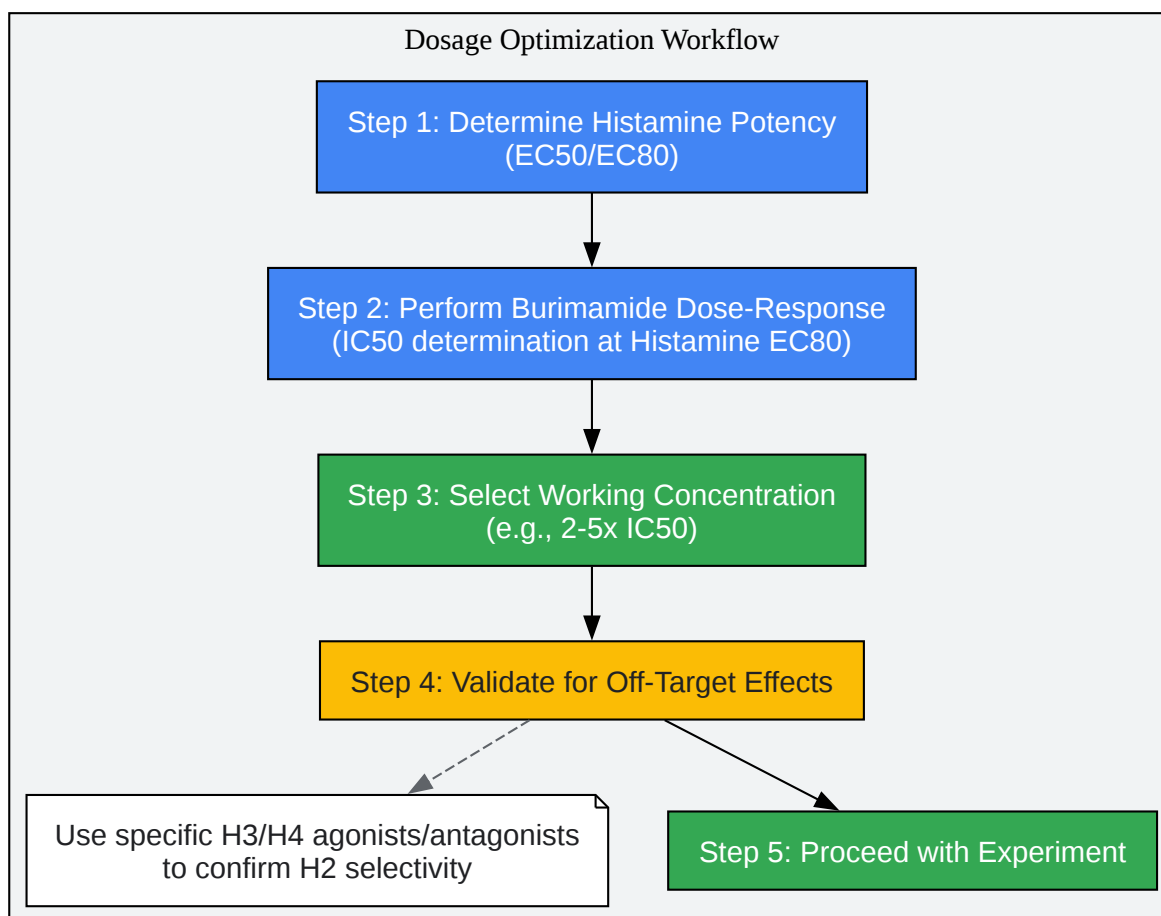 Dosage Optimization Workflow
Step 1: Determine Histamine Potency
(EC50/EC80)
Step 2: Perform Burimamide Dose-Response
(IC50 determination at Histamine EC80)
Step 3: Select Working Concentration
(e.g., 2-5x IC50)
Step 4: Validate for Off-Target Effects
Use specific H3/H4 agonists/antagonists
to confirm H2 selectivity
Step 5: Proceed with Experiment